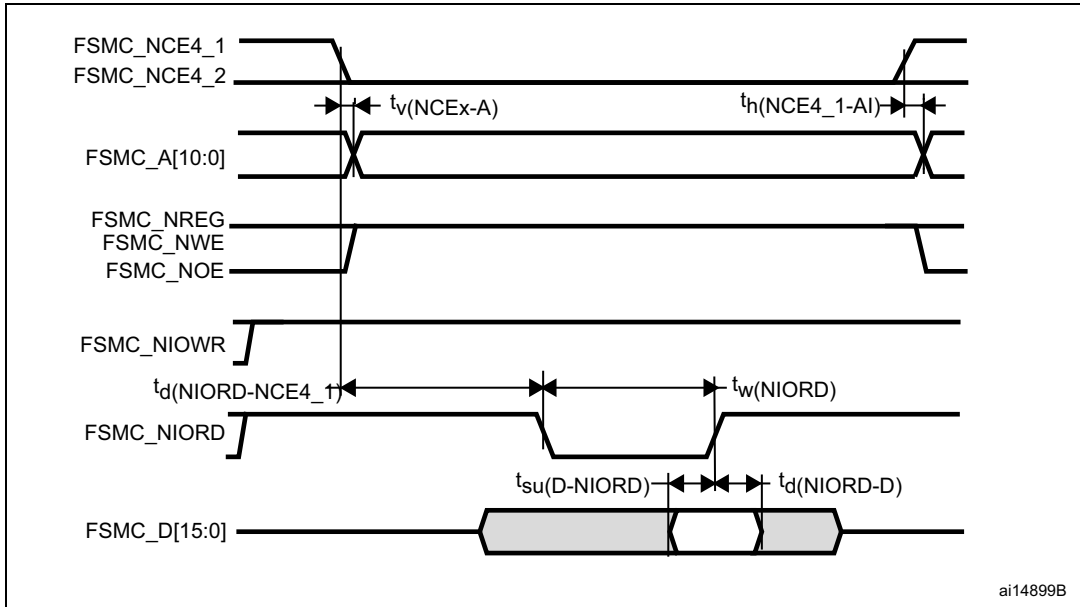 FSMC_NCE4_1
FSMC_NCE4_2
tv(NCEx-A)
th(NCE4_1-AI)
FSMC_A[10:0]
FSMC_NREG
FSMC_NWE
FSMC_NOE
FSMC_NIOWR
td(NIORD-NCE4_1)
tw(NIORD)
FSMC_NIORD
tsu(D-NIORD)
td(NIORD-D)
FSMC_D[15:0]
ai14899B